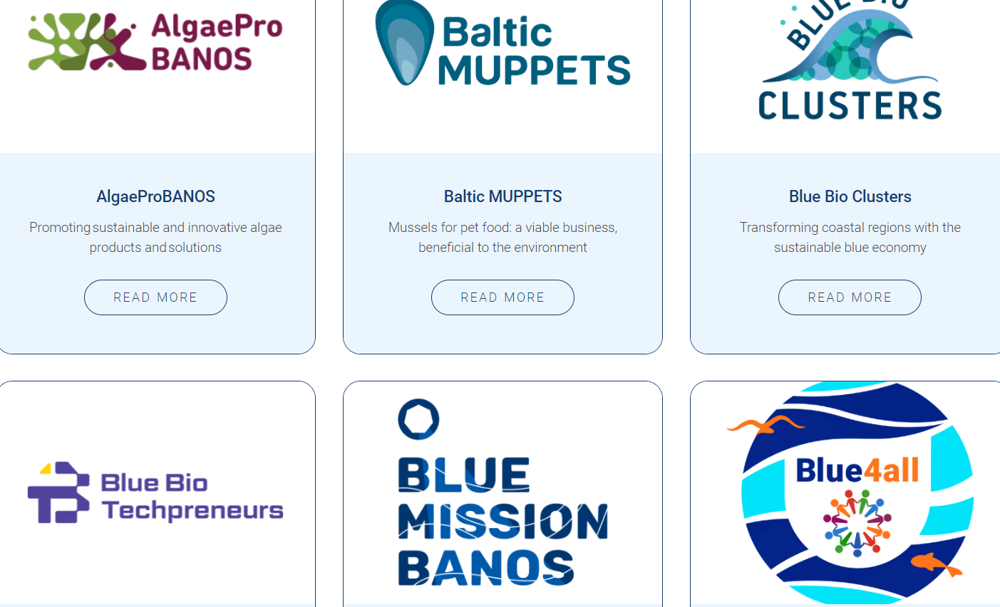 AlgaePro
BANOS
Baltic
MUPPETS
BLUE BIO
CLUSTERS
AlgaeProBANOS
Promoting sustainable and innovative algae
products and solutions
READ MORE
Baltic MUPPETS
Mussels for pet food: a viable business,
beneficial to the environment
READ MORE
Blue Bio Clusters
Transforming coastal regions with the
sustainable blue economy
READ MORE
Blue Bio
Techpreneurs
BLUE
MISSION
BANOS
Blue4all